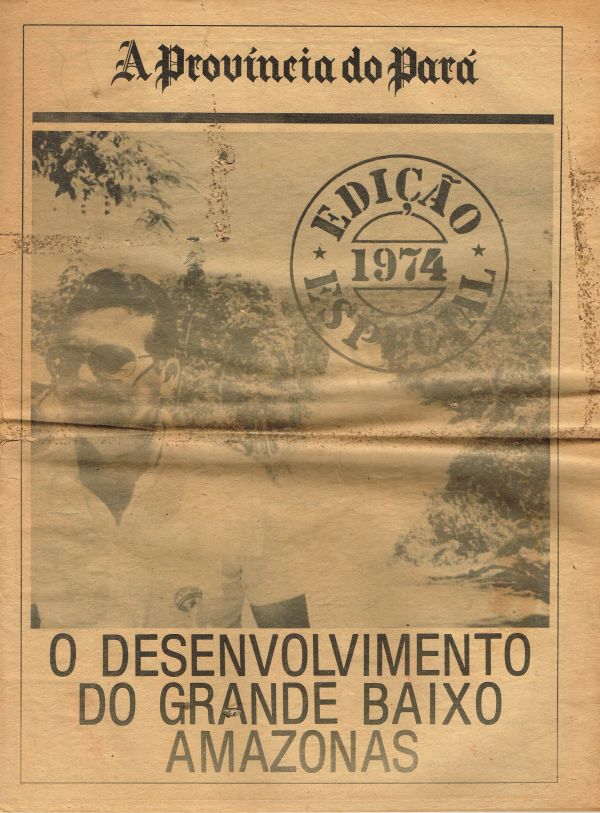 A Província do Pará
EDIÇÃO
1974
ESPECIAL
O DESENVOLVIMENTO
DO GRANDE BAIXO
AMAZONAS